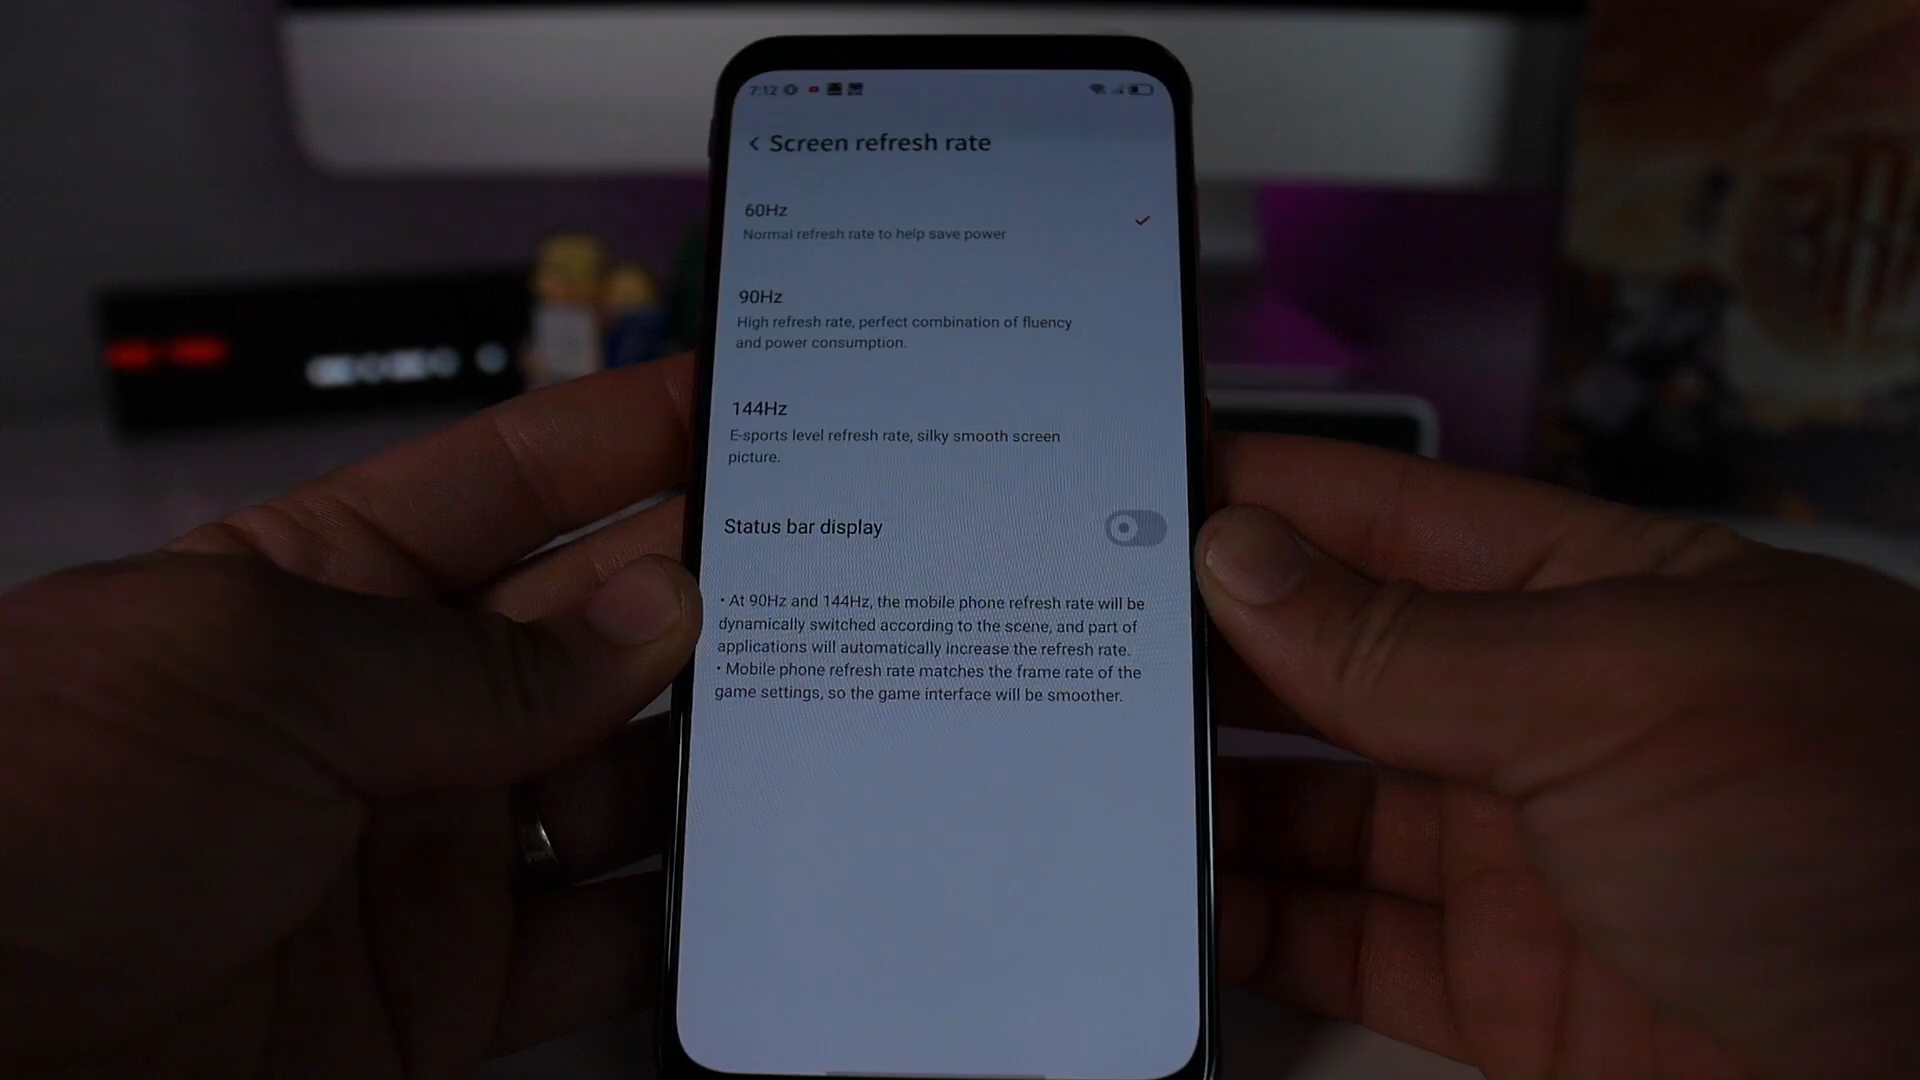 7:12
Screen refresh rate
60Hz
Normal refresh rate to help save power
90Hz
High refresh rate, perfect combination of fluency
and power consumption.
144Hz
E-sports level refresh rate, silky smooth screen
picture.
Status bar display
• At 90Hz and 144Hz, the mobile phone refresh rate will be
dynamically switched according to the scene, and part of
applications will automatically increase the refresh rate.
• Mobile phone refresh rate matches the frame rate of the
game settings, so the game interface will be smoother.